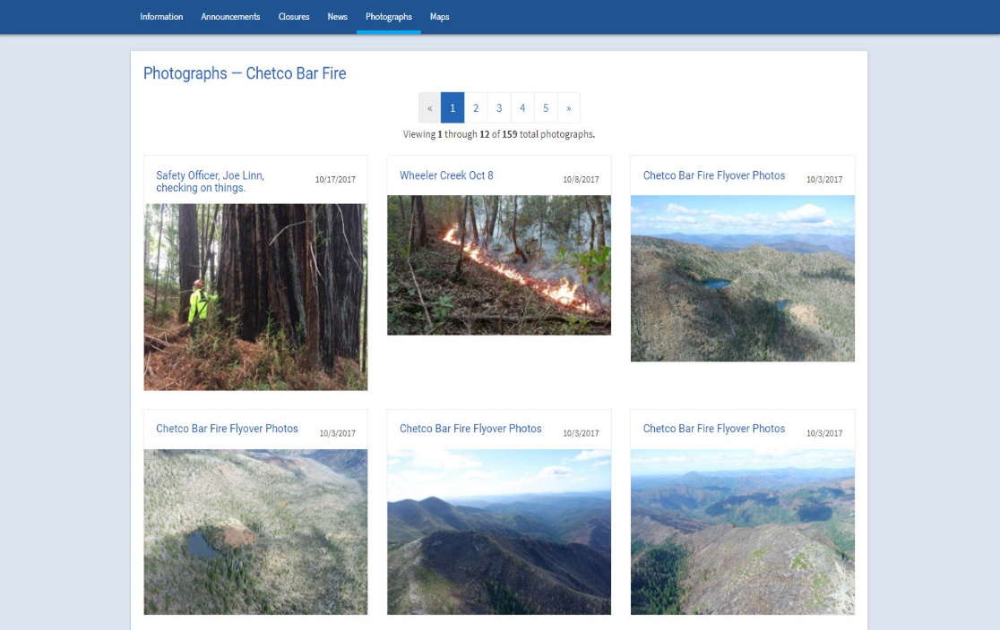 Information Announcements Closures News Photographs Maps
Photographs — Chetco Bar Fire
« 1 2 3 4 5 »
Viewing 1 through 12 of 159 total photographs.
Safety Officer, Joe Linn,
checking on things.
10/17/2017
Wheeler Creek Oct 8
10/8/2017
Chetco Bar Fire Flyover Photos
10/3/2017
Chetco Bar Fire Flyover Photos
10/3/2017
Chetco Bar Fire Flyover Photos
10/3/2017
Chetco Bar Fire Flyover Photos
10/3/2017